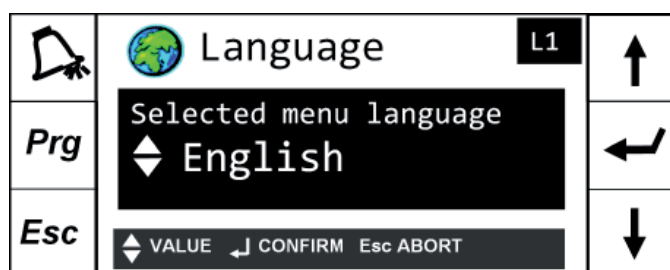 Language
L1
Prg
Selected menu language
English
Esc
VALUE CONFIRM Esc ABORT